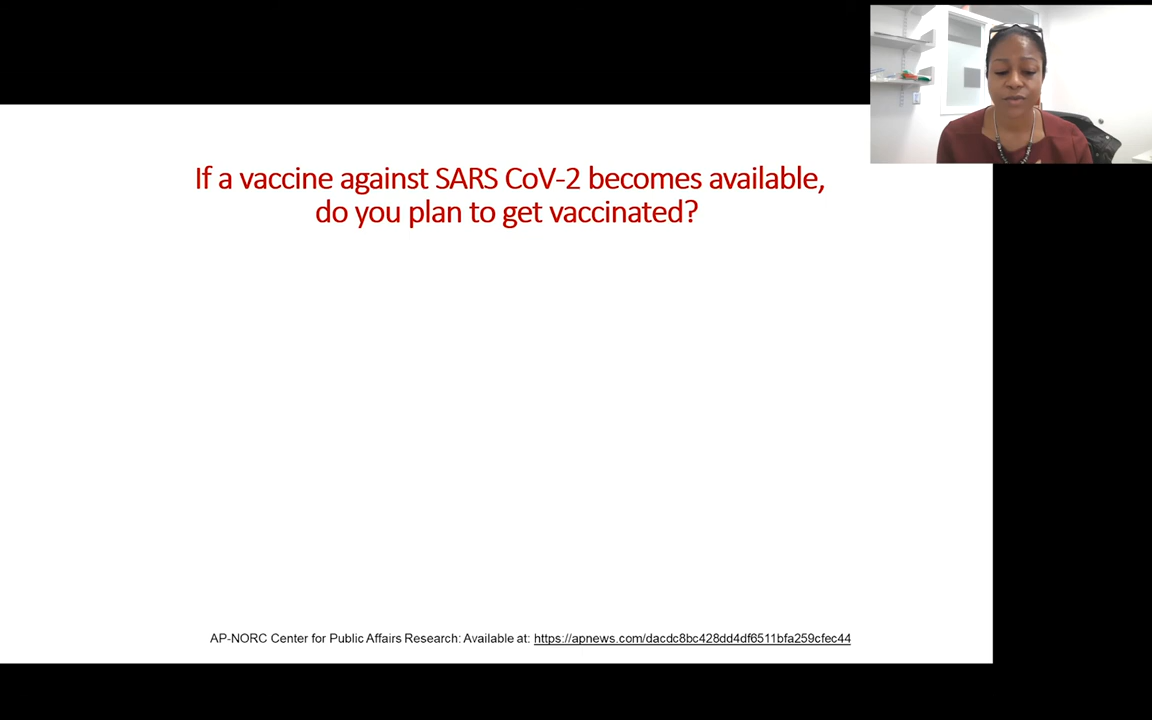 If a vaccine against SARS CoV-2 becomes available,
do you plan to get vaccinated?
AP-NORC Center for Public Affairs Research: Available at: https://apnews.com/dacdc8bc428dd4df6511bfa259cfec44